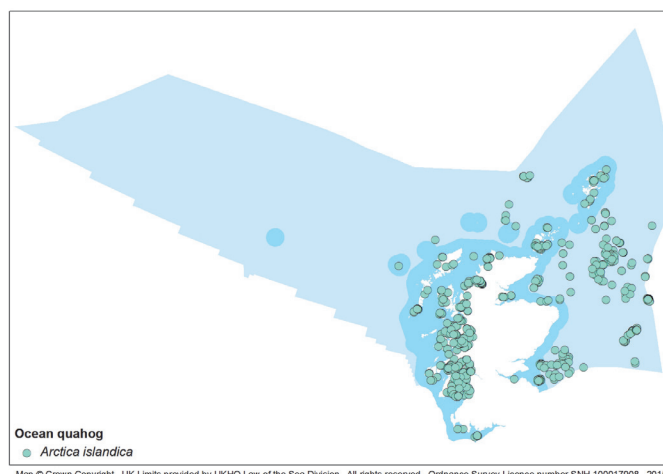 Ocean quahog
Arctica islandica
Map © Crown Copyright. UK Limits provided by UKHO Law of the Sea Division. All rights reserved. Ordnance Survey Licence number SNH 100017908